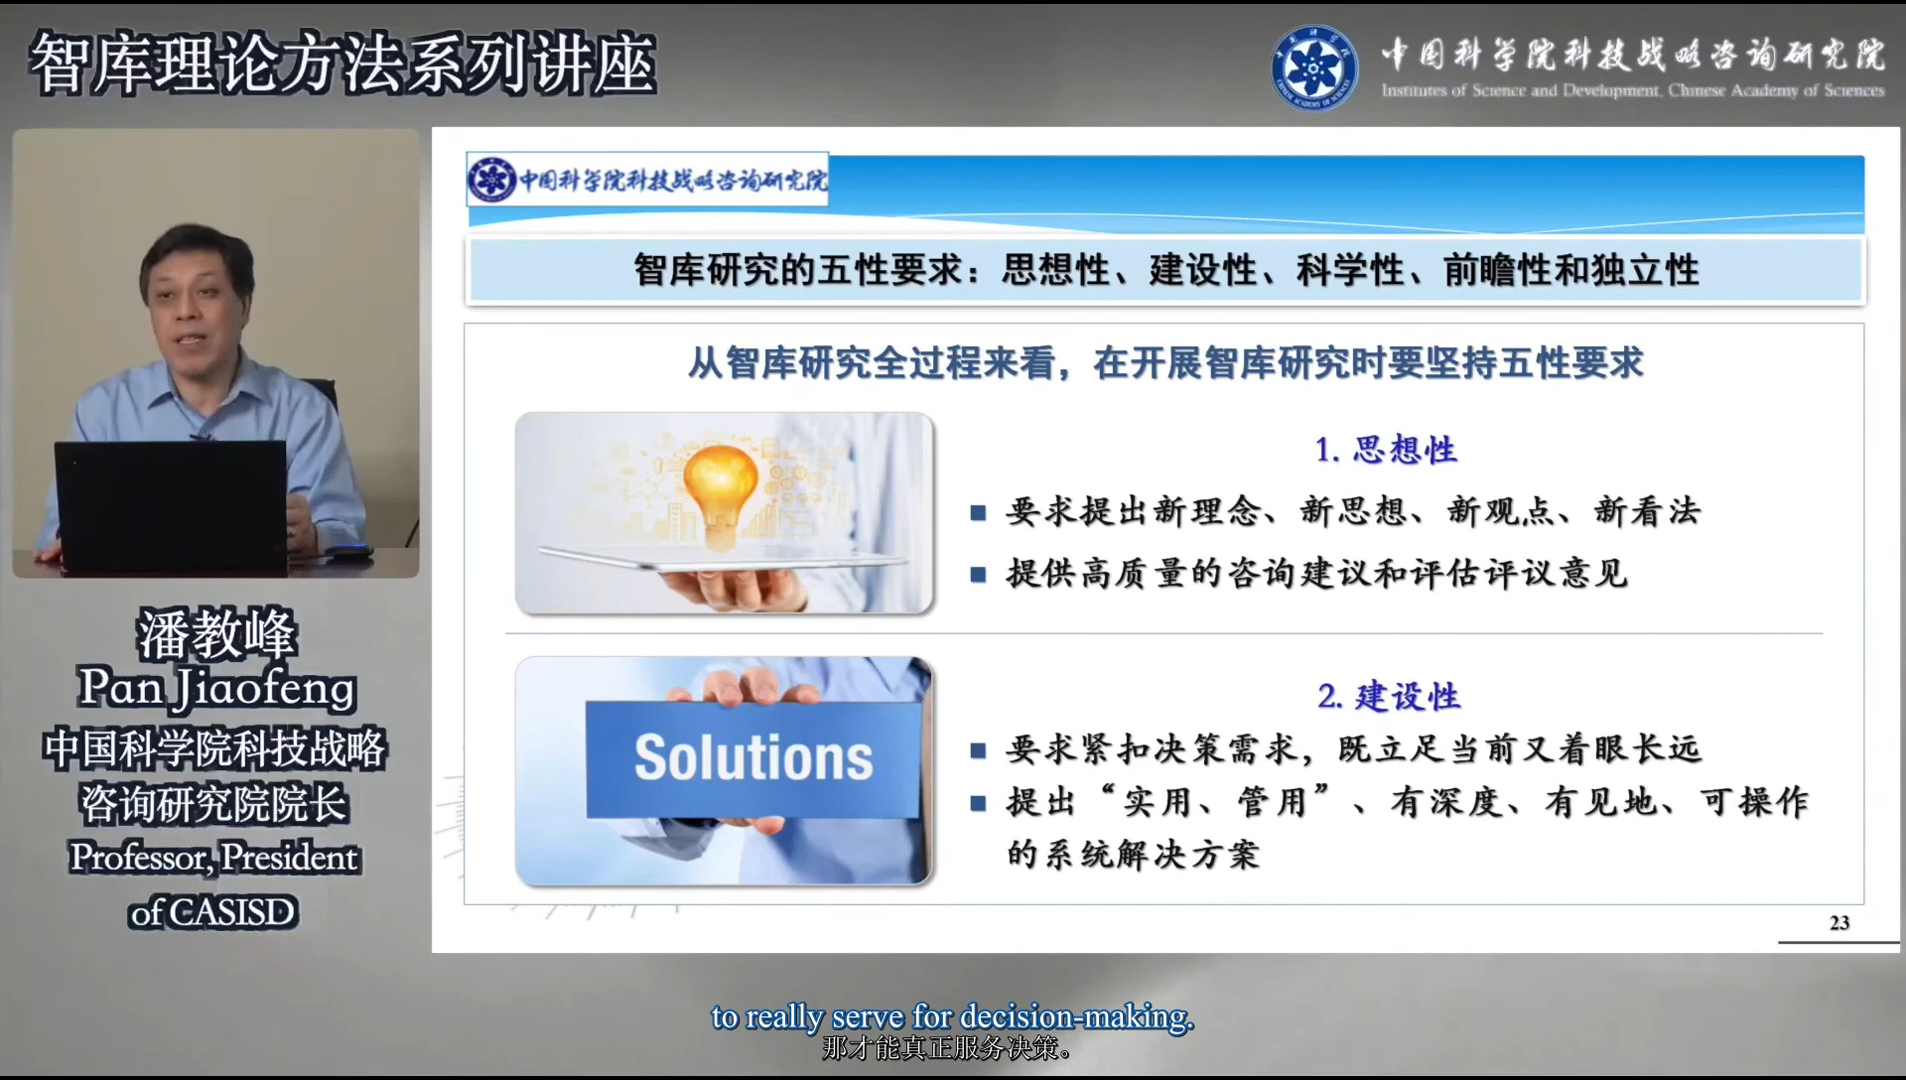 智库理论方法系列讲座
中国科学院科技战略咨询研究院
Institutes of Science and Development, Chinese Academy of Sciences
中国科学院科技战略咨询研究院
智库研究的五性要求：思想性、建设性、科学性、前瞻性和独立性
从智库研究全过程来看，在开展智库研究时要坚持五性要求
1. 思想性
■ 要求提出新理念、新思想、新观点、新看法
■ 提供高质量的咨询建议和评估评议意见
Solutions
2. 建设性
■ 要求紧扣决策需求，既立足当前又着眼长远
■ 提出“实用、管用”、有深度、有见地、可操作
的系统解决方案
23
潘教峰
Pan Jiaofeng
中国科学院科技战略
咨询研究院院长
Professor, President
of CASISD
to really serve for decision-making.
那才能真正服务决策。